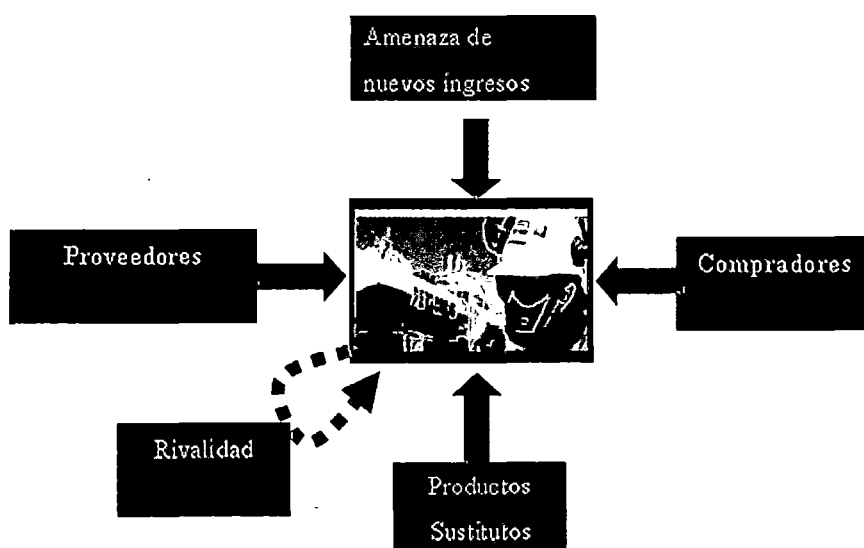 Amenaza de
nuevos ingresos
Proveedores
Compradores
Rivalidad
Productos
Sustitutos